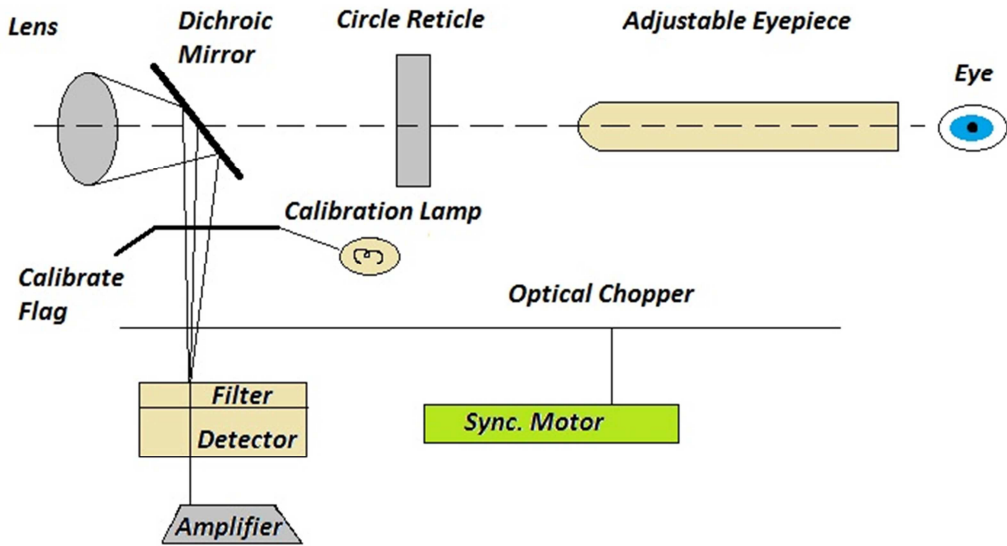 Lens
Dichroic
Mirror
Circle Reticle
Adjustable Eyepiece
Eye
Calibration Lamp
Calibrate
Flag
Optical Chopper
Filter
Detector
Sync. Motor
Amplifier